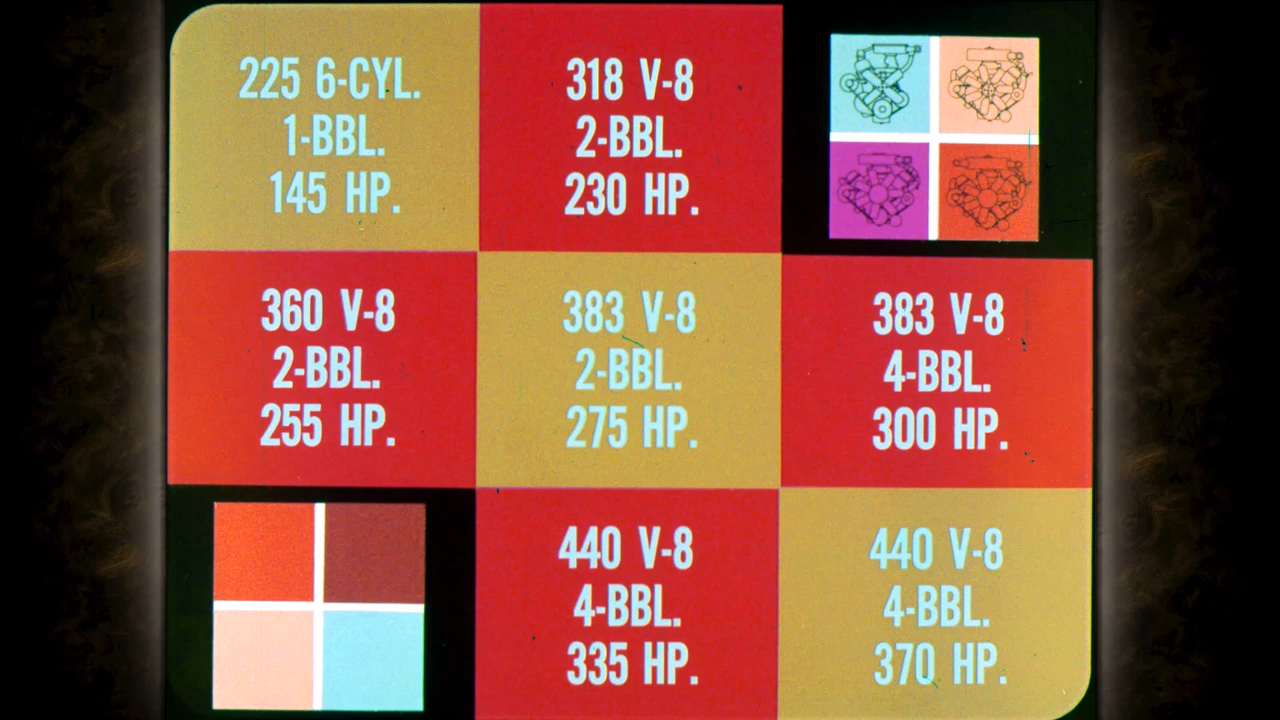 225 6-CYL.
1-BBL.
145 HP.
318 V-8
2-BBL.
230 HP.
360 V-8
2-BBL.
255 HP.
383 V-8
2-BBL.
275 HP.
383 V-8
4-BBL.
300 HP.
440 V-8
4-BBL.
335 HP.
440 V-8
4-BBL.
370 HP.